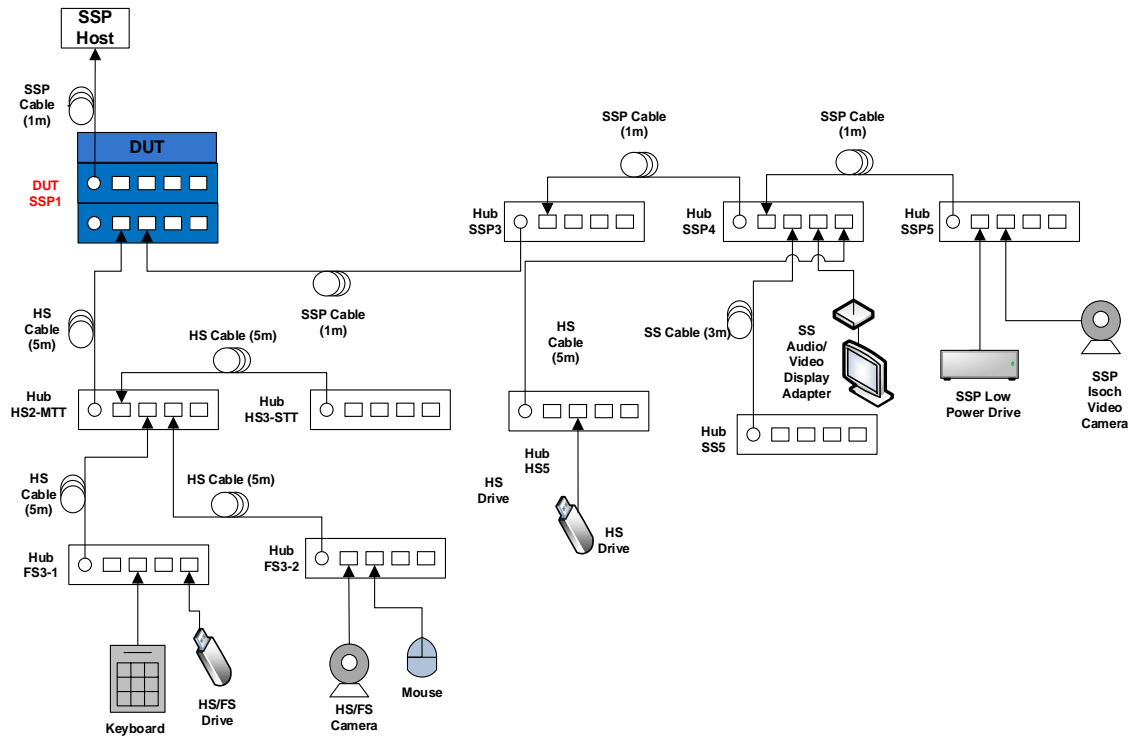 SSP
Host
SSP
Cable
(1m)
DUT
DUT
SSP1
SSP Cable
(1m)
SSP Cable
(1m)
Hub
SSP3
Hub
SSP4
Hub
SSP5
HS
Cable
(5m)
HS Cable (5m)
SSP Cable
(1m)
HS
Cable
(5m)
SS Cable (3m)
SS
Audio/
Video
Display
Adapter
SSP Low
Power Drive
SSP
Isoch
Video
Camera
Hub
HS2-MTT
Hub
HS3-STT
Hub
HS5
Hub
SS5
HS
Cable
(5m)
HS Cable (5m)
HS
Drive
HS
Drive
Hub
FS3-1
Hub
FS3-2
Keyboard
HS/FS
Drive
HS/FS
Camera
Mouse